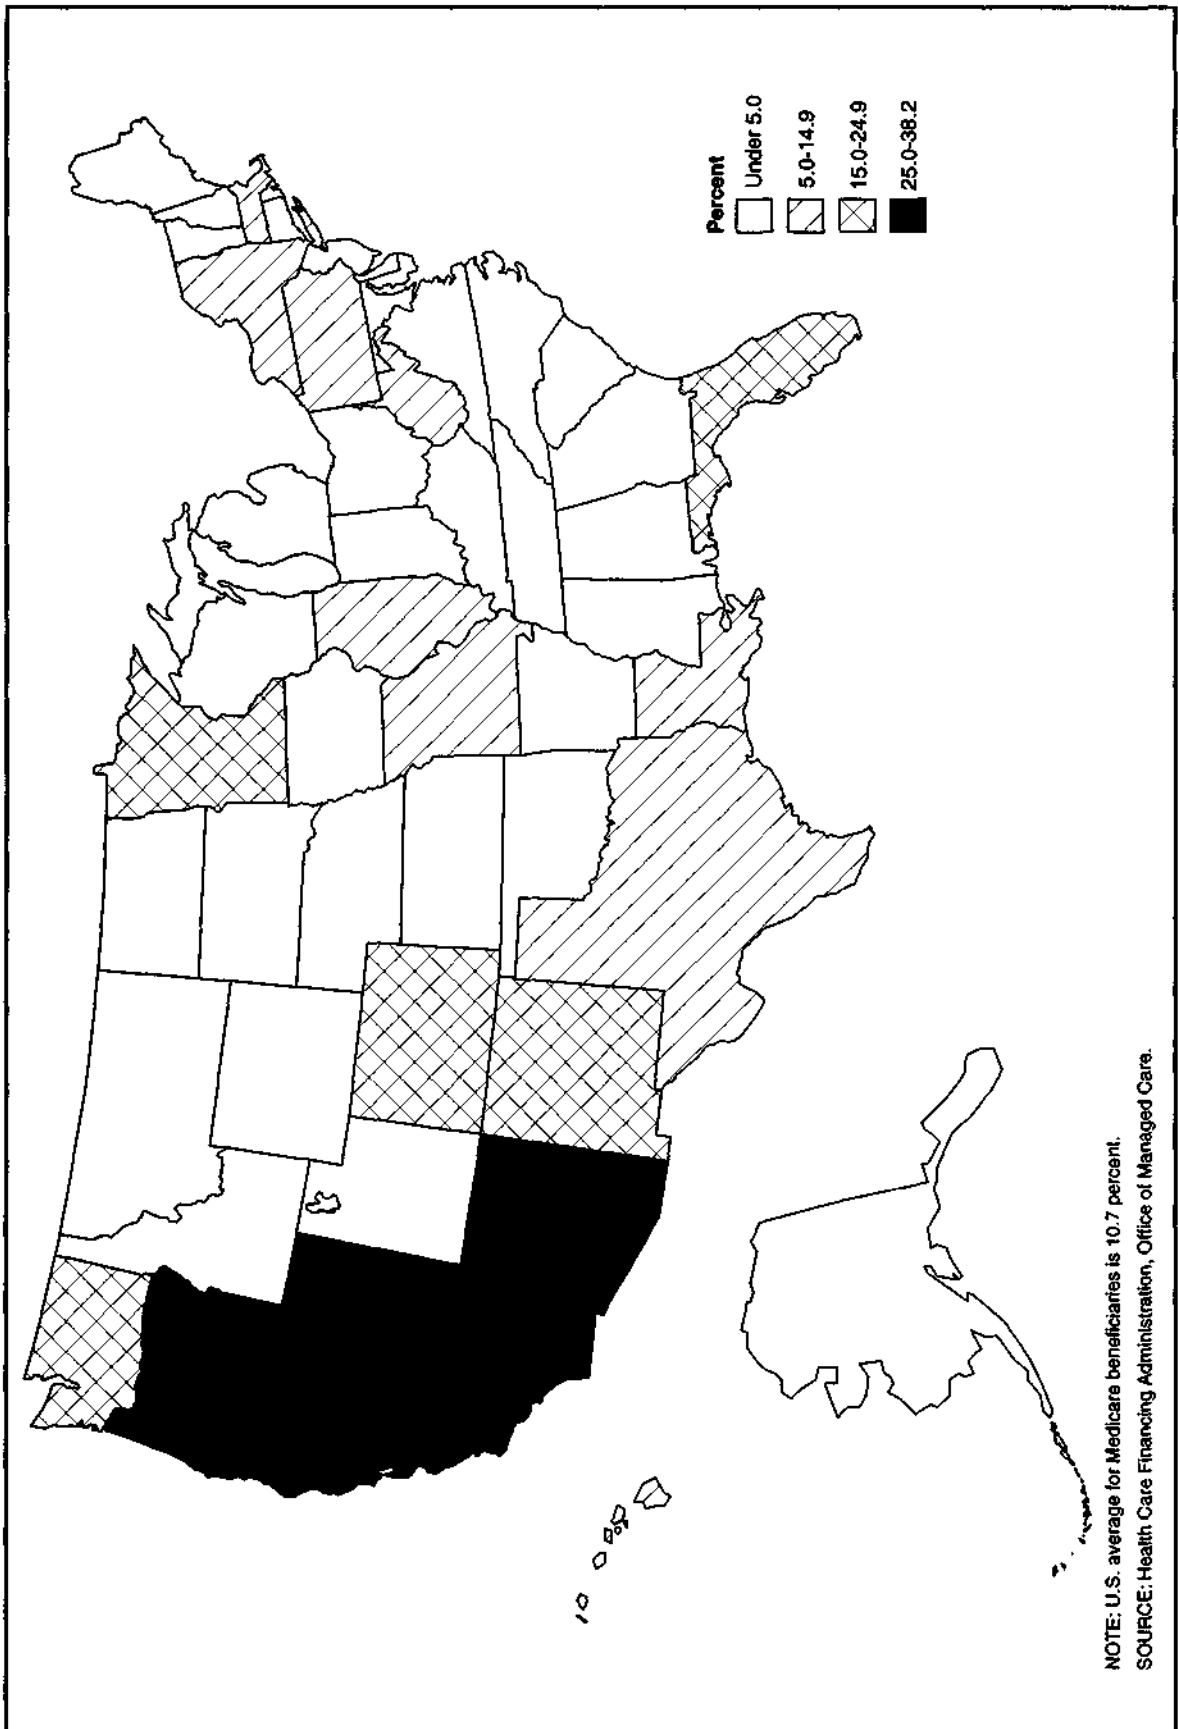 Percent
Under 5.0
5.0-14.9
15.0-24.9
25.0-38.2
NOTE: U.S. average for Medicare beneficiaries is 10.7 percent.
SOURCE: Health Care Financing Administration, Office of Managed Care.